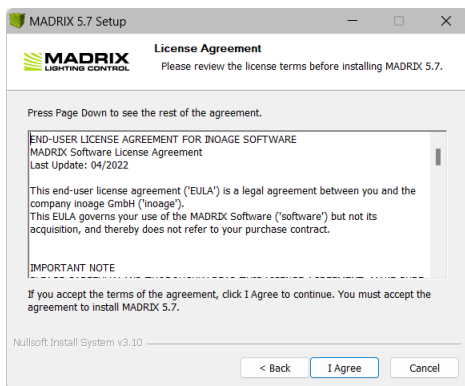 MADRIX 5.7 Setup
MADRIX
LIGHTING CONTROL
License Agreement
Please review the license terms before installing MADRIX 5.7.
Press Page Down to see the rest of the agreement.
END-USER LICENSE AGREEMENT FOR INOAGE SOFTWARE
MADRIX Software License Agreement
Last Update: 04/2022
This end-user license agreement ('EULA') is a legal agreement between you and the
company inoage GmbH ('inoage').
This EULA governs your use of the MADRIX Software ('software') but not its
acquisition, and thereby does not refer to your purchase contract.
IMPORTANT NOTE
If you accept the terms of the agreement, click I Agree to continue. You must accept the
agreement to install MADRIX 5.7.
Nullsoft Install System v3.10
< Back
I Agree
Cancel